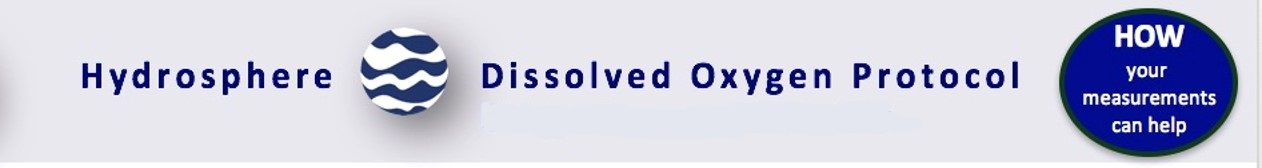 Hydrosphere Dissolved Oxygen Protocol
HOW
your
measurements
can help